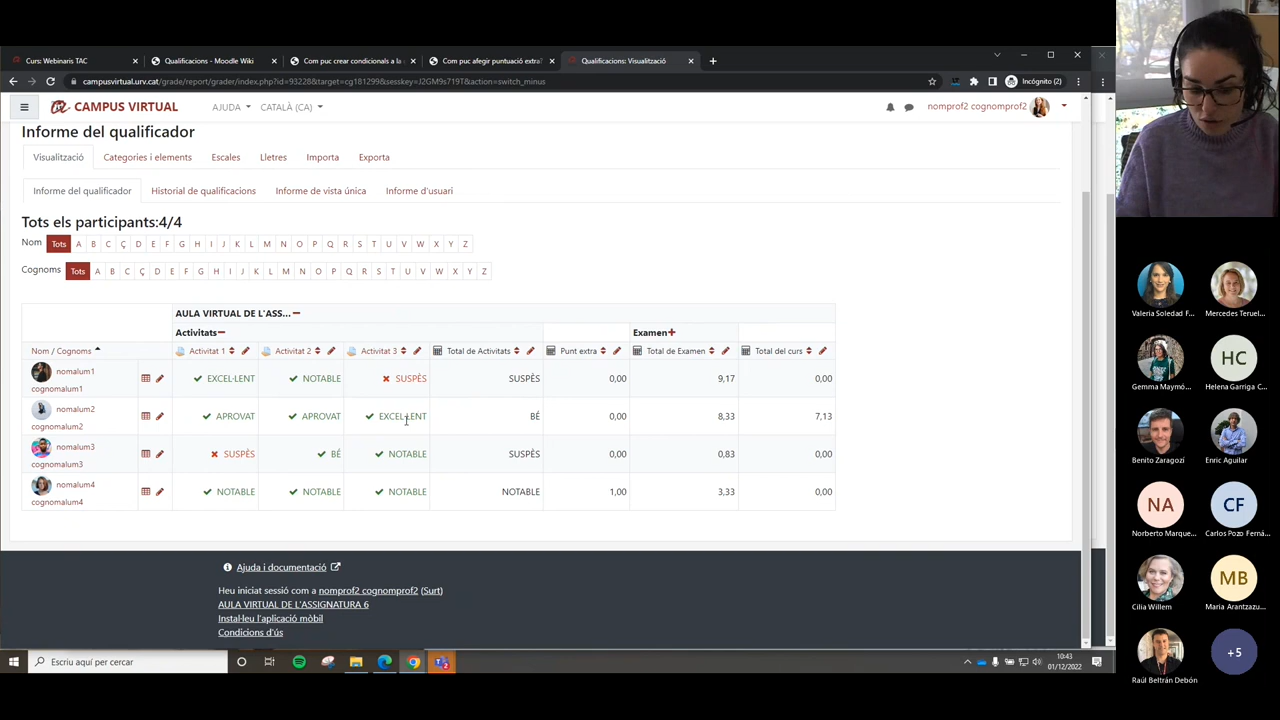 Curs: Webinaris TAC
Qualificacions - Moodle Wiki
Com puc crear condicionals a la
Com puc afegir puntuació extra?
Qualificacions: Visualització
campusvirtual.urv.cat/grade/report/grader/index.php?id=93228&target=cg181299&sesskey=J2GM9s719T&action=switch_minus
Incògnito (2)
CAMPUS VIRTUAL
AJUDA
CATALÀ (CA)
nomprof2 cognomprof2
Informe del qualificador
Visualització Categories i elements Escales Lletres Importa Exporta
Informe del qualificador Historial de qualificacions Informe de vista única Informe d'usuari
Tots els participants:4/4
Nom Tots A B C Ç D E F G H I J K L M N O P Q R S T U V W X Y Z
Cognoms Tots A B C Ç D E F G H I J K L M N O P Q R S T U V W X Y Z
AULA VIRTUAL DE L'ASS...
Activitats Examen
Nom / Cognoms Activitat 1 Activitat 2 Activitat 3 Total de Activitats Punt extra Total de Examen Total del curs
nomalum1 cognomalum1 EXCEL·LENT NOTABLE SUSPÈS SUSPÈS 0,00 9,17 0,00
nomalum2 cognomalum2 APROVAT APROVAT EXCEL·LENT BÉ 0,00 8,33 7,13
nomalum3 cognomalum3 SUSPÈS BÉ NOTABLE SUSPÈS 0,00 0,83 0,00
nomalum4 cognomalum4 NOTABLE NOTABLE NOTABLE NOTABLE 1,00 3,33 0,00
Ajuda i documentació
Heu iniciat sessió com a nomprof2 cognomprof2 (Surt)
AULA VIRTUAL DE L'ASSIGNATURA 6
Instal·leu l'aplicació mòbil
Condicions d'ús
Escriu aquí per cercar
10:43
01/12/2022
Valeria Soledad F...
Mercedes Teruel...
Gemma Maymó...
HC
Helena Garriga C...
Benito Zaragozí
Enric Aguilar
NA
Norberto Marque...
CF
Carlos Pozo Ferná...
Cilia Willem
MB
Maria Arantzazu...
Raúl Beltrán Debón
+5